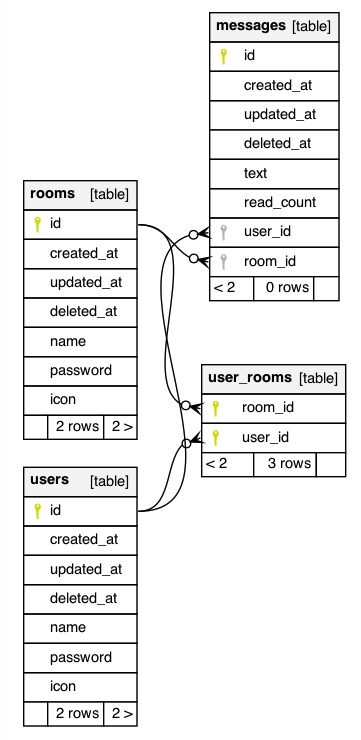 messages [table]
id
created_at
updated_at
deleted_at
text
read_count
user_id
room_id
< 2 0 rows
rooms [table]
id
created_at
updated_at
deleted_at
name
password
icon
2 rows 2 >
user_rooms [table]
room_id
user_id
< 2 3 rows
users [table]
id
created_at
updated_at
deleted_at
name
password
icon
2 rows 2 >